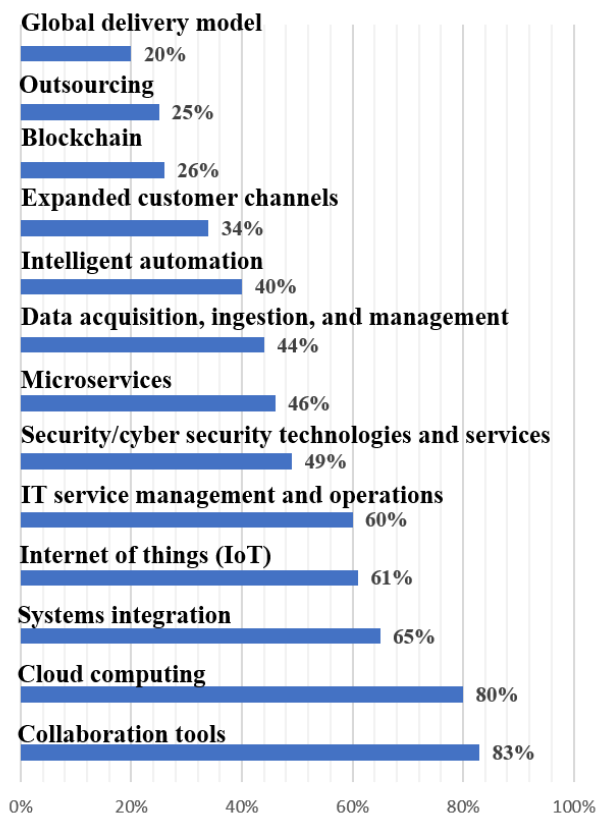 Global delivery model
20%
Outsourcing
25%
Blockchain
26%
Expanded customer channels
34%
Intelligent automation
40%
Data acquisition, ingestion, and management
44%
Microservices
46%
Security/cyber security technologies and services
49%
IT service management and operations
60%
Internet of things (IoT)
61%
Systems integration
65%
Cloud computing
80%
Collaboration tools
83%
0% 20% 40% 60% 80% 100%